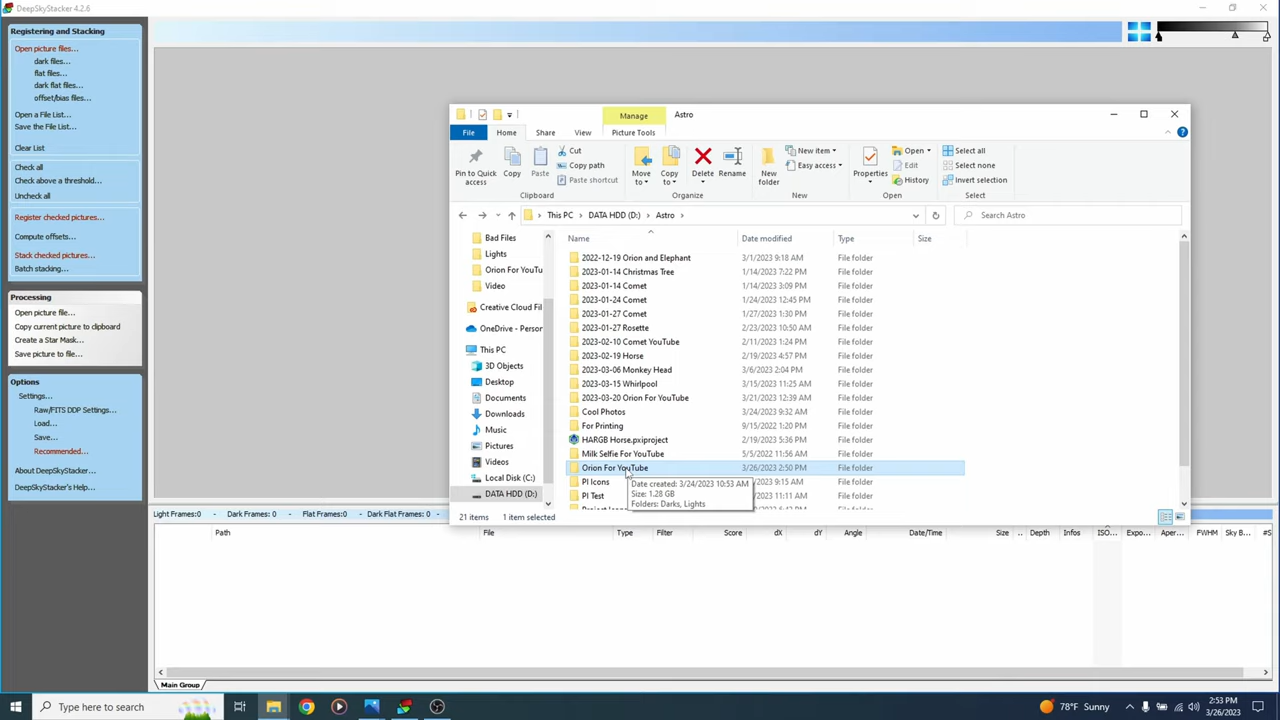 DeepSkyStacker 4.2.6
Registering and Stacking
Open picture files...
dark files...
flat files...
dark flat files...
offset/bias files...
Open a File List...
Save the File List...
Clear List
Check all
Check above a threshold...
Uncheck all
Register checked pictures...
Compute offsets...
Stack checked pictures...
Batch stacking...
Processing
Open picture file...
Copy current picture to clipboard
Create a Star Mask...
Save picture to file...
Options
Settings...
Raw/FITS DDP Settings...
Load...
Save...
Recommended...
About DeepSkyStacker...
DeepSkyStacker's Help...
Manage
Astro
File
Home
Share
View
Picture Tools
Pin to Quick access
Copy
Paste
Cut
Copy path
Paste shortcut
Clipboard
Move to
Copy to
Delete
Rename
Organize
New folder
New item
Easy access
New
Properties
Open
Edit
History
Open
Select all
Select none
Invert selection
Select
This PC > DATA HDD (D:) > Astro >
Search Astro
Bad Files
Lights
Orion For YouTu
Video
Creative Cloud Fil
OneDrive - Person
This PC
3D Objects
Desktop
Documents
Downloads
Music
Pictures
Videos
Local Disk (C:)
DATA HDD (D:)
Name Date modified Type Size
2022-12-19 Orion and Elephant 3/1/2023 9:18 AM File folder
2023-01-14 Christmas Tree 1/14/2023 7:22 PM File folder
2023-01-14 Comet 1/14/2023 3:09 PM File folder
2023-01-24 Comet 1/24/2023 12:45 PM File folder
2023-01-27 Comet 1/27/2023 1:30 PM File folder
2023-01-27 Rosette 2/23/2023 10:50 AM File folder
2023-02-10 Comet YouTube 2/11/2023 1:24 PM File folder
2023-02-19 Horse 2/19/2023 4:57 PM File folder
2023-03-06 Monkey Head 3/6/2023 2:04 PM File folder
2023-03-15 Whirlpool 3/15/2023 11:25 AM File folder
2023-03-20 Orion For YouTube 3/21/2023 12:39 AM File folder
Cool Photos 3/24/2023 9:32 AM File folder
For Printing 9/15/2022 1:20 PM File folder
HARGB Horse.pxiproject 2/19/2023 5:36 PM File folder
Milk Selfie For YouTube 5/5/2022 11:56 AM File folder
Orion For YouTube 3/26/2023 2:50 PM File folder
PI Icons 9:15 AM File folder
PI Test 11:11 AM File folder
File folder
Date created: 3/24/2023 10:53 AM
Size: 1.28 GB
Folders: Darks, Lights
21 items 1 item selected
Light Frames:0 - Dark Frames:0 - Flat Frames:0 - Dark Flat Frames:0 -
Path File Type Filter Score dX dY Angle Date/Time Size .. Depth Infos ISO... Expo... Aper... FWHM Sky B... #S
Main Group
Type here to search
78°F Sunny
2:53 PM
3/26/2023